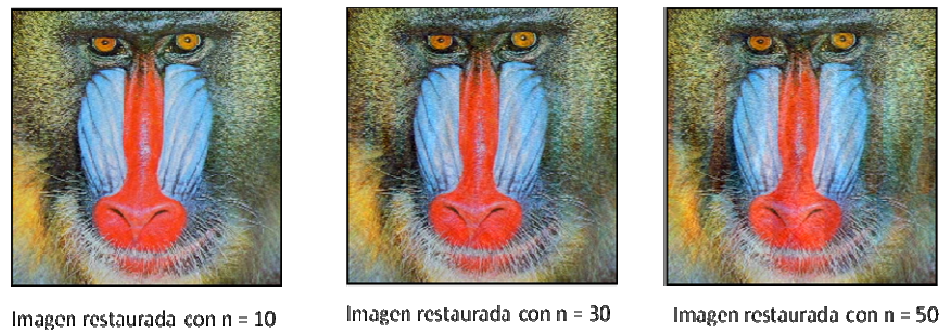 Imagen restaurada con n = 10
Imagen restaurada con n = 30
Imagen restaurada con n = 50